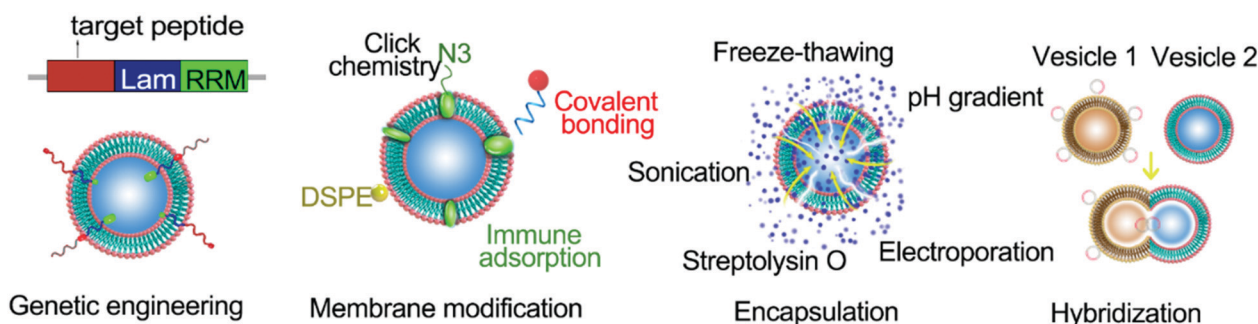 target peptide
Lam RRM
Genetic engineering
Click
chemistry
N3
Covalent
bonding
DSPE
Immune
adsorption
Membrane modification
Freeze-thawing
pH gradient
Sonication
Streptolysin O
Electroporation
Encapsulation
Vesicle 1
Vesicle 2
Hybridization